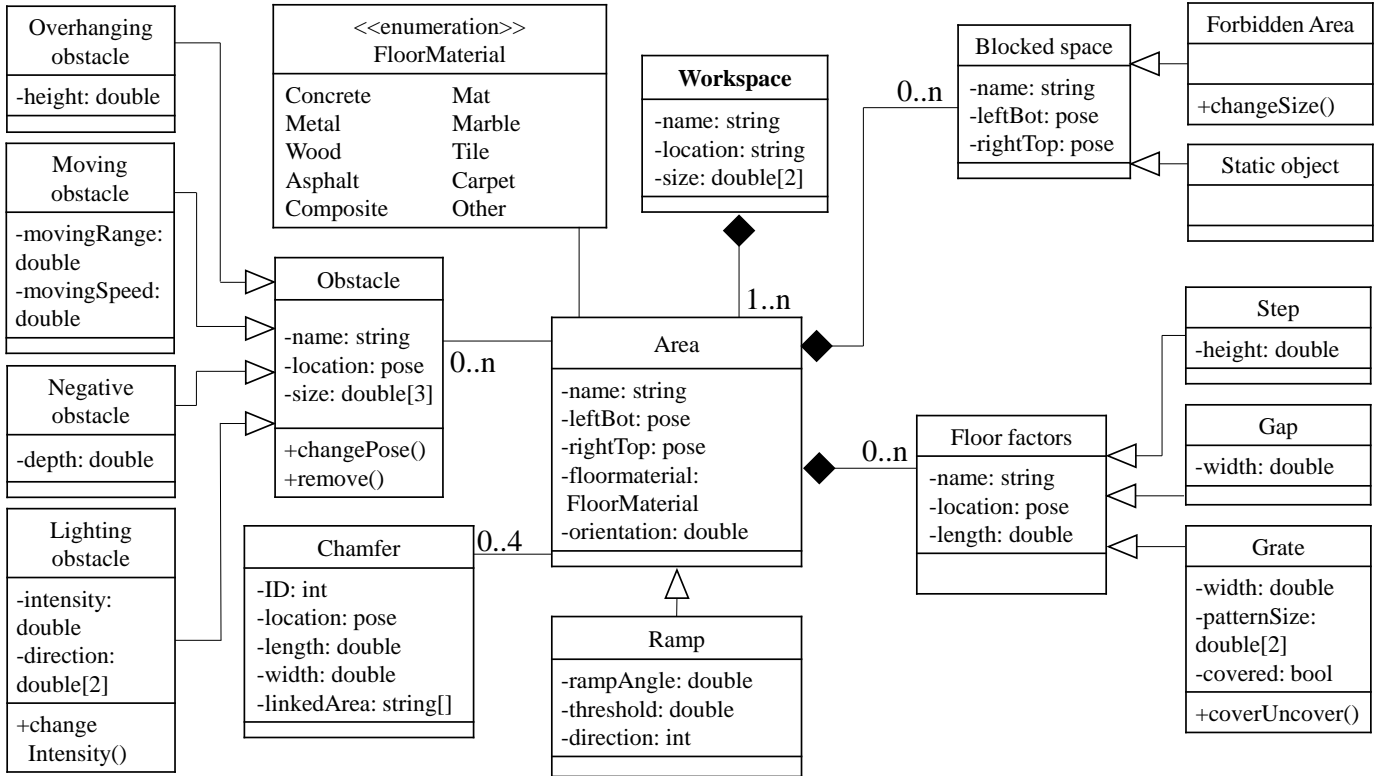 Overhanging
obstacle
-height: double
Moving
obstacle
-movingRange:
double
-movingSpeed:
double
Negative
obstacle
-depth: double
Lighting
obstacle
-intensity:
double
-direction:
double[2]
+change
Intensity()
<<enumeration>>
FloorMaterial
Concrete Mat
Metal Marble
Wood Tile
Asphalt Carpet
Composite Other
Obstacle
-name: string
-location: pose
-size: double[3]
+changePose()
+remove()
0..n
Chamfer
-ID: int
-location: pose
-length: double
-width: double
-linkedArea: string[]
0..4
Workspace
-name: string
-location: string
-size: double[2]
1..n
Area
-name: string
-leftBot: pose
-rightTop: pose
-floormaterial:
FloorMaterial
-orientation: double
Ramp
-rampAngle: double
-threshold: double
-direction: int
0..n
Blocked space
-name: string
-leftBot: pose
-rightTop: pose
Forbidden Area
+changeSize()
Static object
0..n
Floor factors
-name: string
-location: pose
-length: double
Step
-height: double
Gap
-width: double
Grate
-width: double
-patternSize:
double[2]
-covered: bool
+coverUncover()